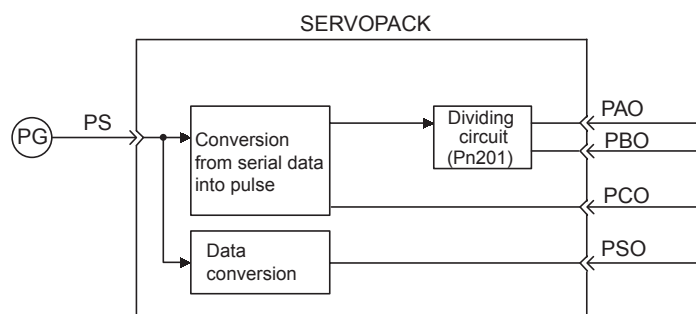 SERVOPACK
PG
PS
Conversion
from serial data
into pulse
Dividing
circuit
(Pn201)
PAO
PBO
PCO
Data
conversion
PSO